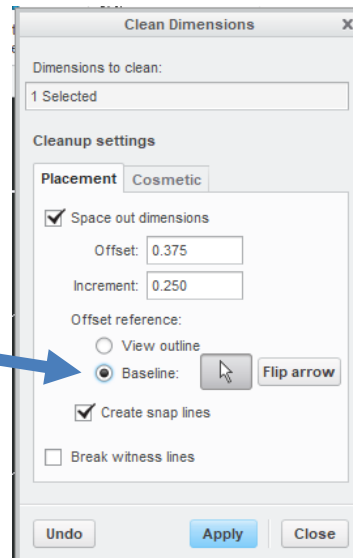 Clean Dimensions X
Dimensions to clean:
1 Selected
Cleanup settings
Placement Cosmetic
Space out dimensions
Offset: 0.375
Increment: 0.250
Offset reference:
View outline
Baseline: Flip arrow
Create snap lines
Break witness lines
Undo Apply Close